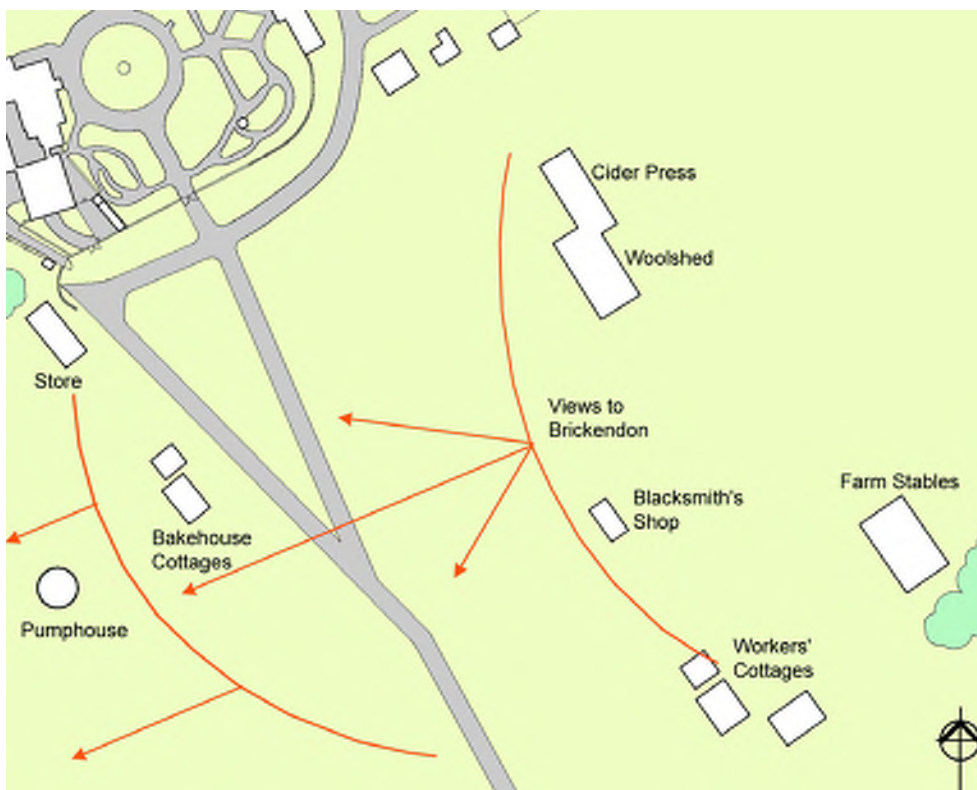 Cider Press
Woolshed
Store
Views to
Brickendon
Farm Stables
Blacksmith's
Shop
Bakehouse
Cottages
Pumphouse
Workers'
Cottages